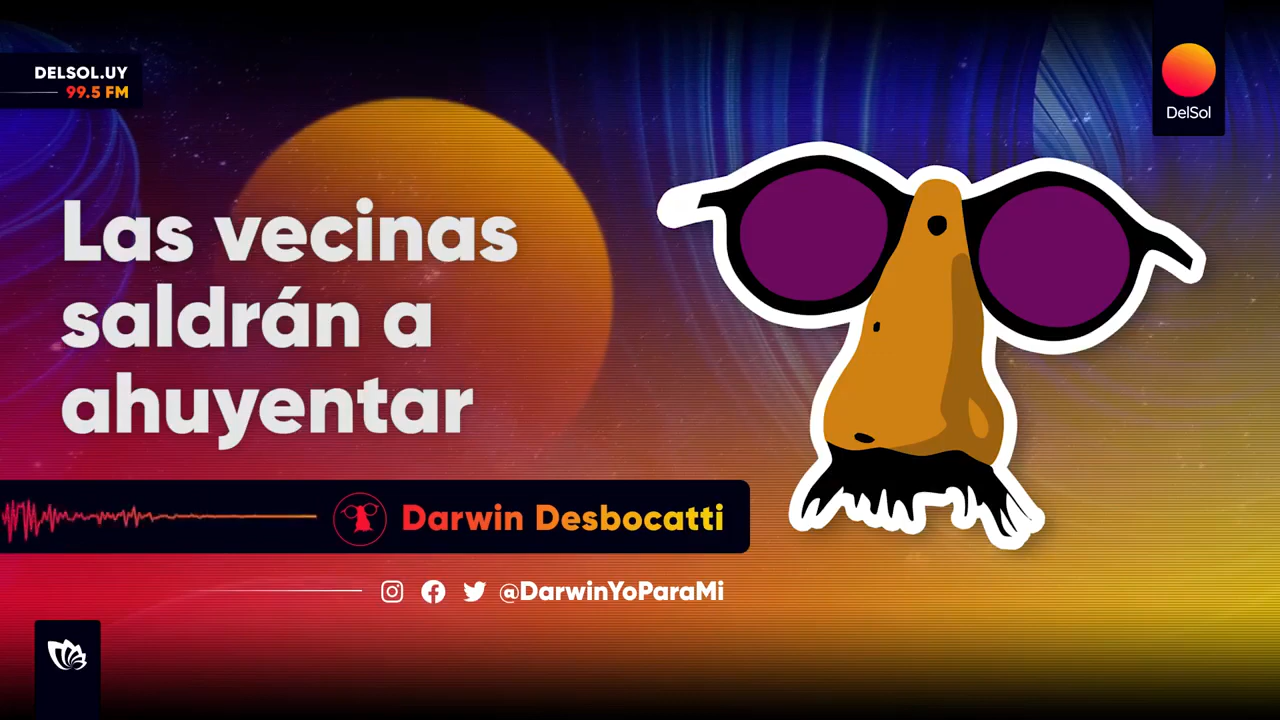 DELSOL.UY
99.5 FM
DelSol
Las vecinas
saldrán a
ahuyentar
Darwin Desbocatti
@DarwinYoParaMi